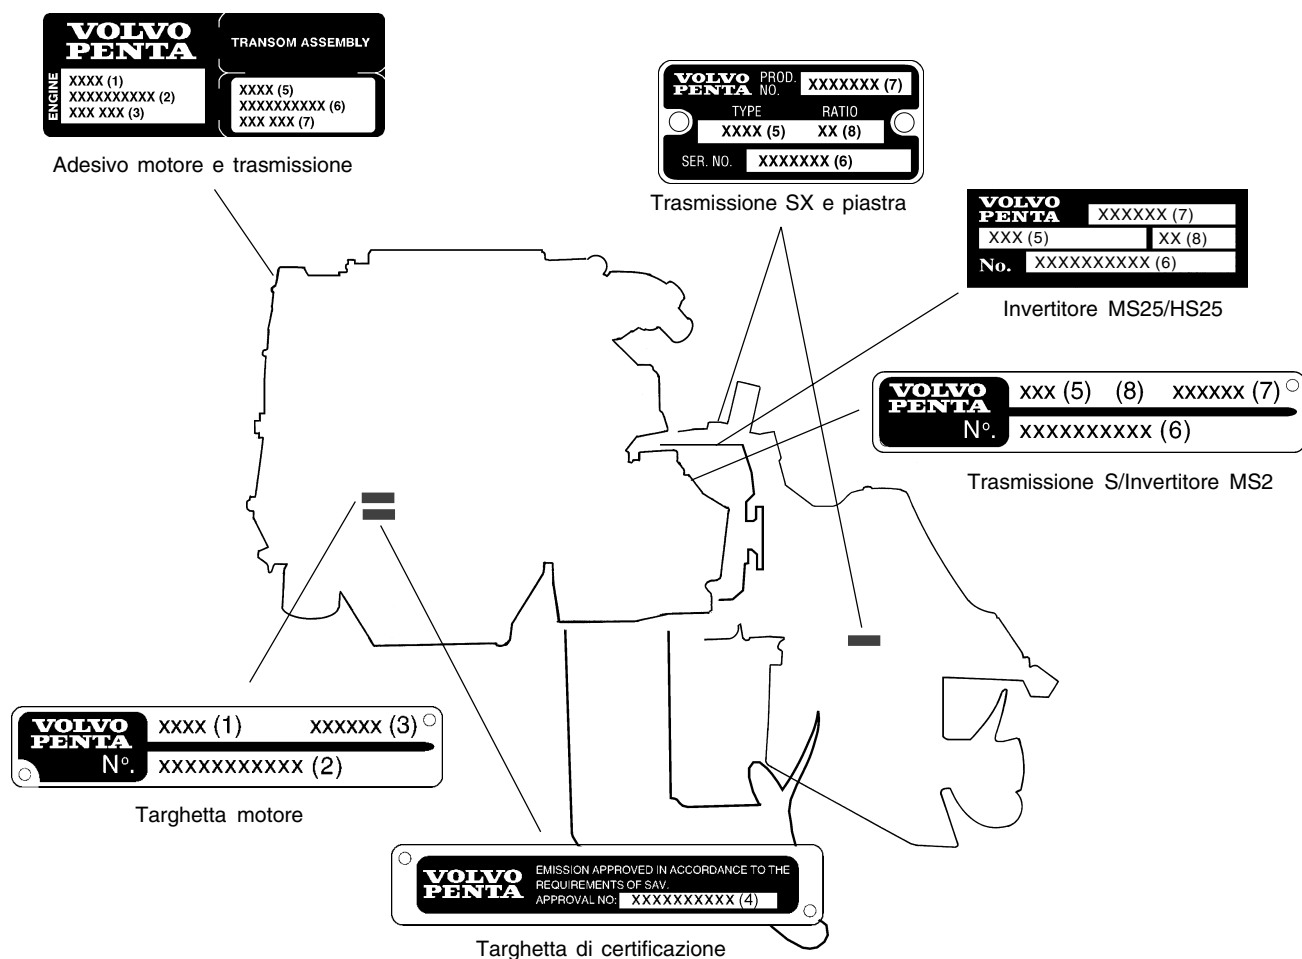 VOLVO
PENTA
TRANSOM ASSEMBLY
ENGINE
XXXX (1)
XXXXXXXXXX (2)
XXX XXX (3)
XXXX (5)
XXXXXXXXXX (6)
XXX XXX (7)
Adesivo motore e trasmissione
VOLVO
PENTA
PROD.
NO.
XXXXXXX (7)
TYPE RATIO
XXXX (5) XX (8)
SER. NO. XXXXXXX (6)
Trasmissione SX e piastra
VOLVO
PENTA
XXXXXX (7)
XXX (5) XX (8)
No. XXXXXXXXXX (6)
Invertitore MS25/HS25
VOLVO
PENTA
xxx (5) (8) xxxxxx (7)
Nº. xxxxxxxxxx (6)
Trasmissione S/Invertitore MS2
VOLVO
PENTA
xxxx (1) xxxxxx (3)
Nº. xxxxxxxxxxx (2)
Targhetta motore
VOLVO
PENTA
EMISSION APPROVED IN ACCORDANCE TO THE
REQUIREMENTS OF SAV.
APPROVAL NO: XXXXXXXXXX (4)
Targhetta di certificazione